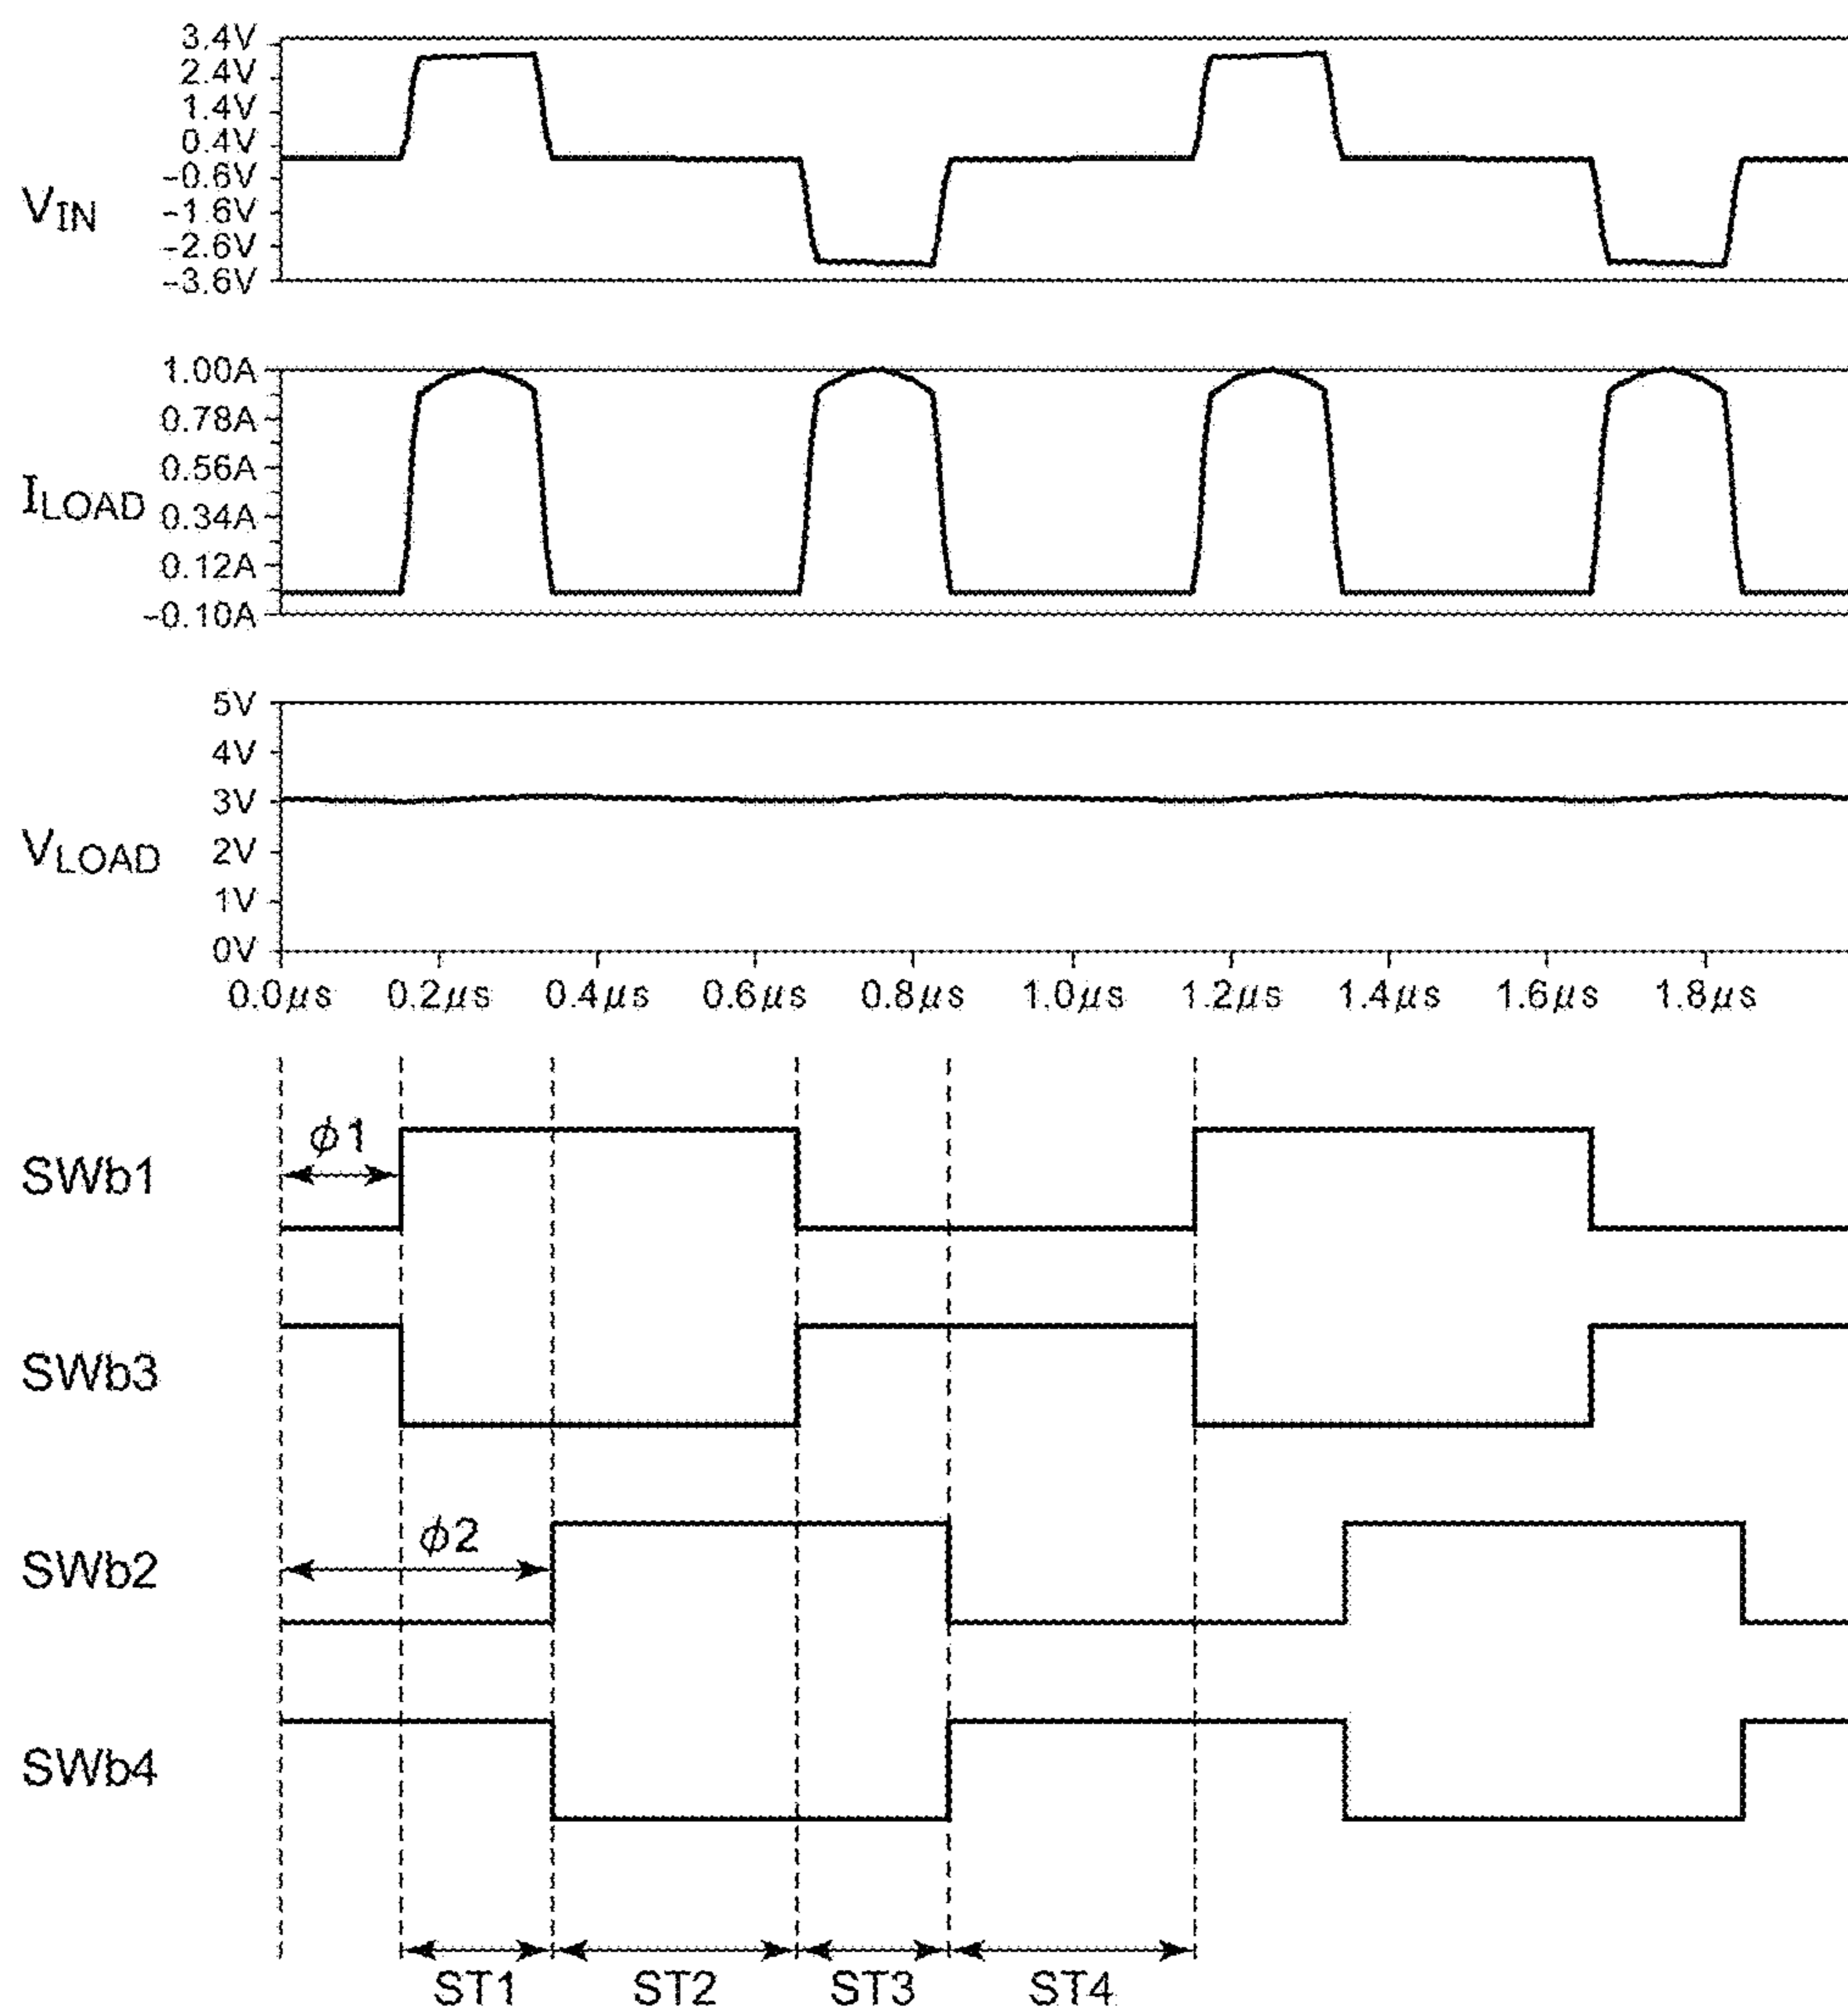 3.4V
2.4V
1.4V
0.4V
-0.6V
-1.6V
-2.6V
-3.6V
VIN
1.00A
0.78A
0.56A
0.34A
0.12A
-0.10A
ILOAD
5V
4V
3V
2V
1V
0V
VLOAD
0.0μs 0.2μs 0.4μs 0.6μs 0.8μs 1.0μs 1.2μs 1.4μs 1.6μs 1.8μs
ϕ1
SWb1
SWb3
ϕ2
SWb2
SWb4
ST1 ST2 ST3 ST4